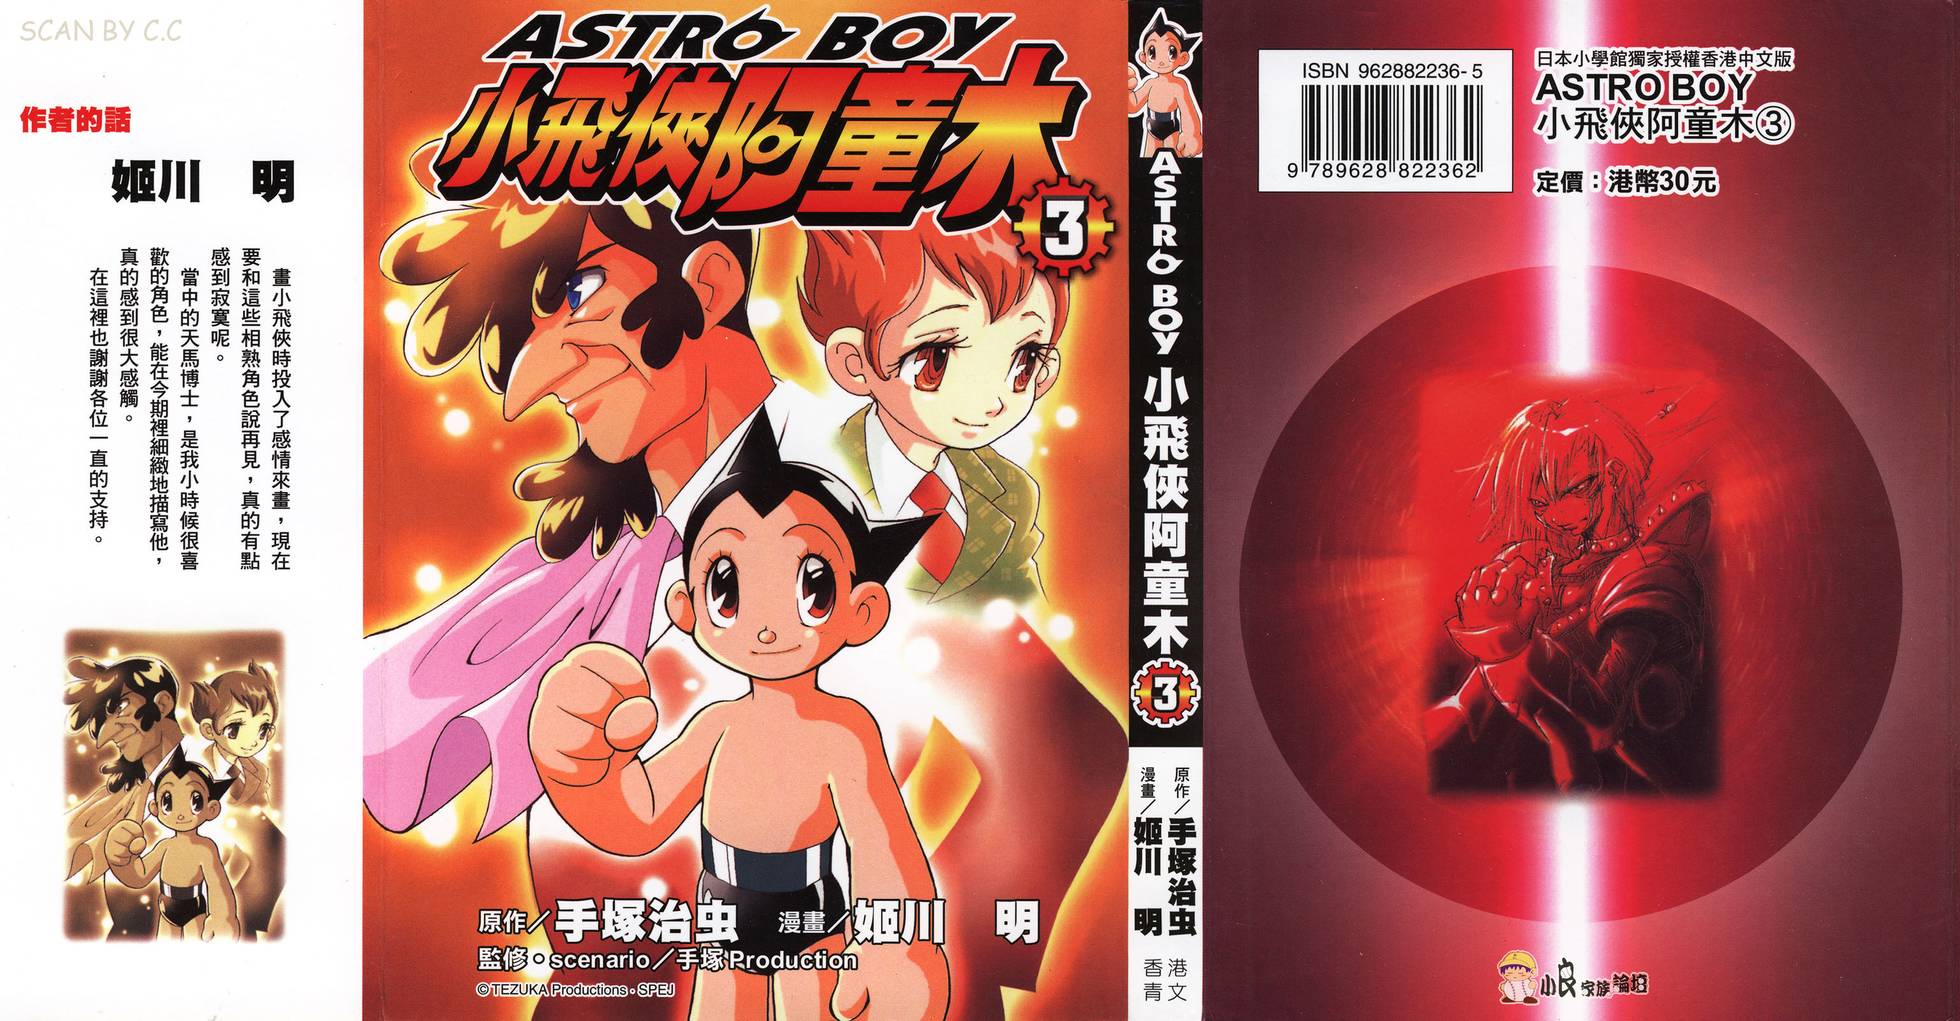 SCAN BY C.C
作者的話
姬川　明
畫小飛俠時投入了感情來畫，現在
要和這些相熟角色說再見，真的有點
感到寂寞呢。
當中的天馬博士，是我小時候很喜
歡的角色，能在今期裡細緻地描寫他，
真的感到很大感觸。
在這裡也謝謝各位一直的支持。
ASTRO BOY
小飛俠阿童木
3
原作／手塚治虫　漫畫／姬川　明
監修・scenario／手塚Production
©TEZUKA Productions・SPEJ
ASTRO BOY 小飛俠阿童木
3
原作／手塚治虫
漫畫／姬川　明
港文
香青
ISBN 962882236-5
9 789628 822362
日本小學館獨家授權香港中文版
ASTRO BOY
小飛俠阿童木③
定價：港幣30元
小良家族論壇